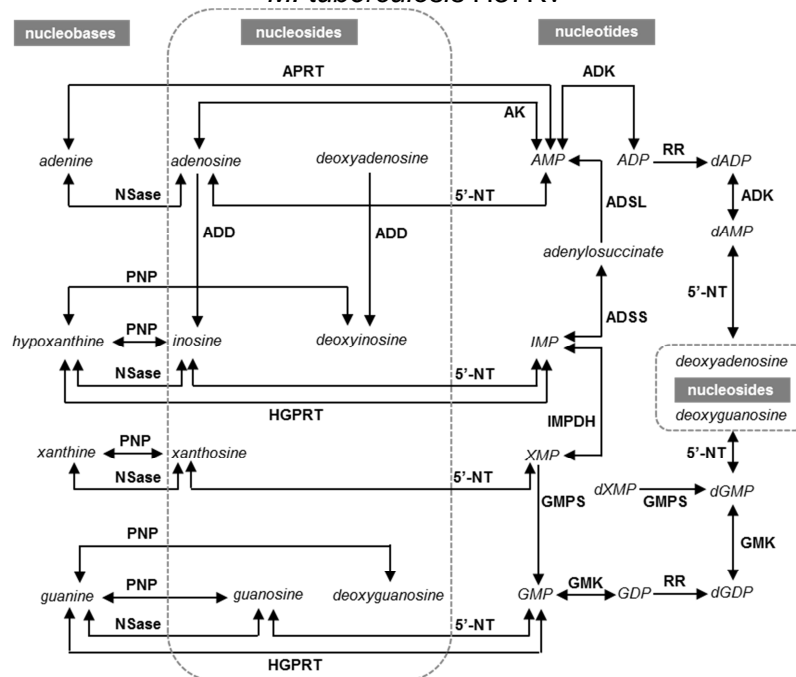 nucleobases nucleosides nucleotides
APRT ADK
AK
adenine adenosine deoxyadenosine AMP ADP RR dADP
NSase 5’-NT ADSL ADK
ADD ADD dAMP
adenylosuccinate
PNP 5’-NT
PNP ADSS
hypoxanthine inosine deoxyinosine IMP
deoxyadenosine
NSase 5’-NT nucleosides
HGPRT IMPDH deoxyguanosine
PNP 5’-NT
xanthine xanthosine XMP
NSase 5’-NT GMPS dXMP GMPS dGMP
PNP GMK
PNP GMK RR
guanine guanosine deoxyguanosine GMP GDP dGDP
NSase 5’-NT
HGPRT